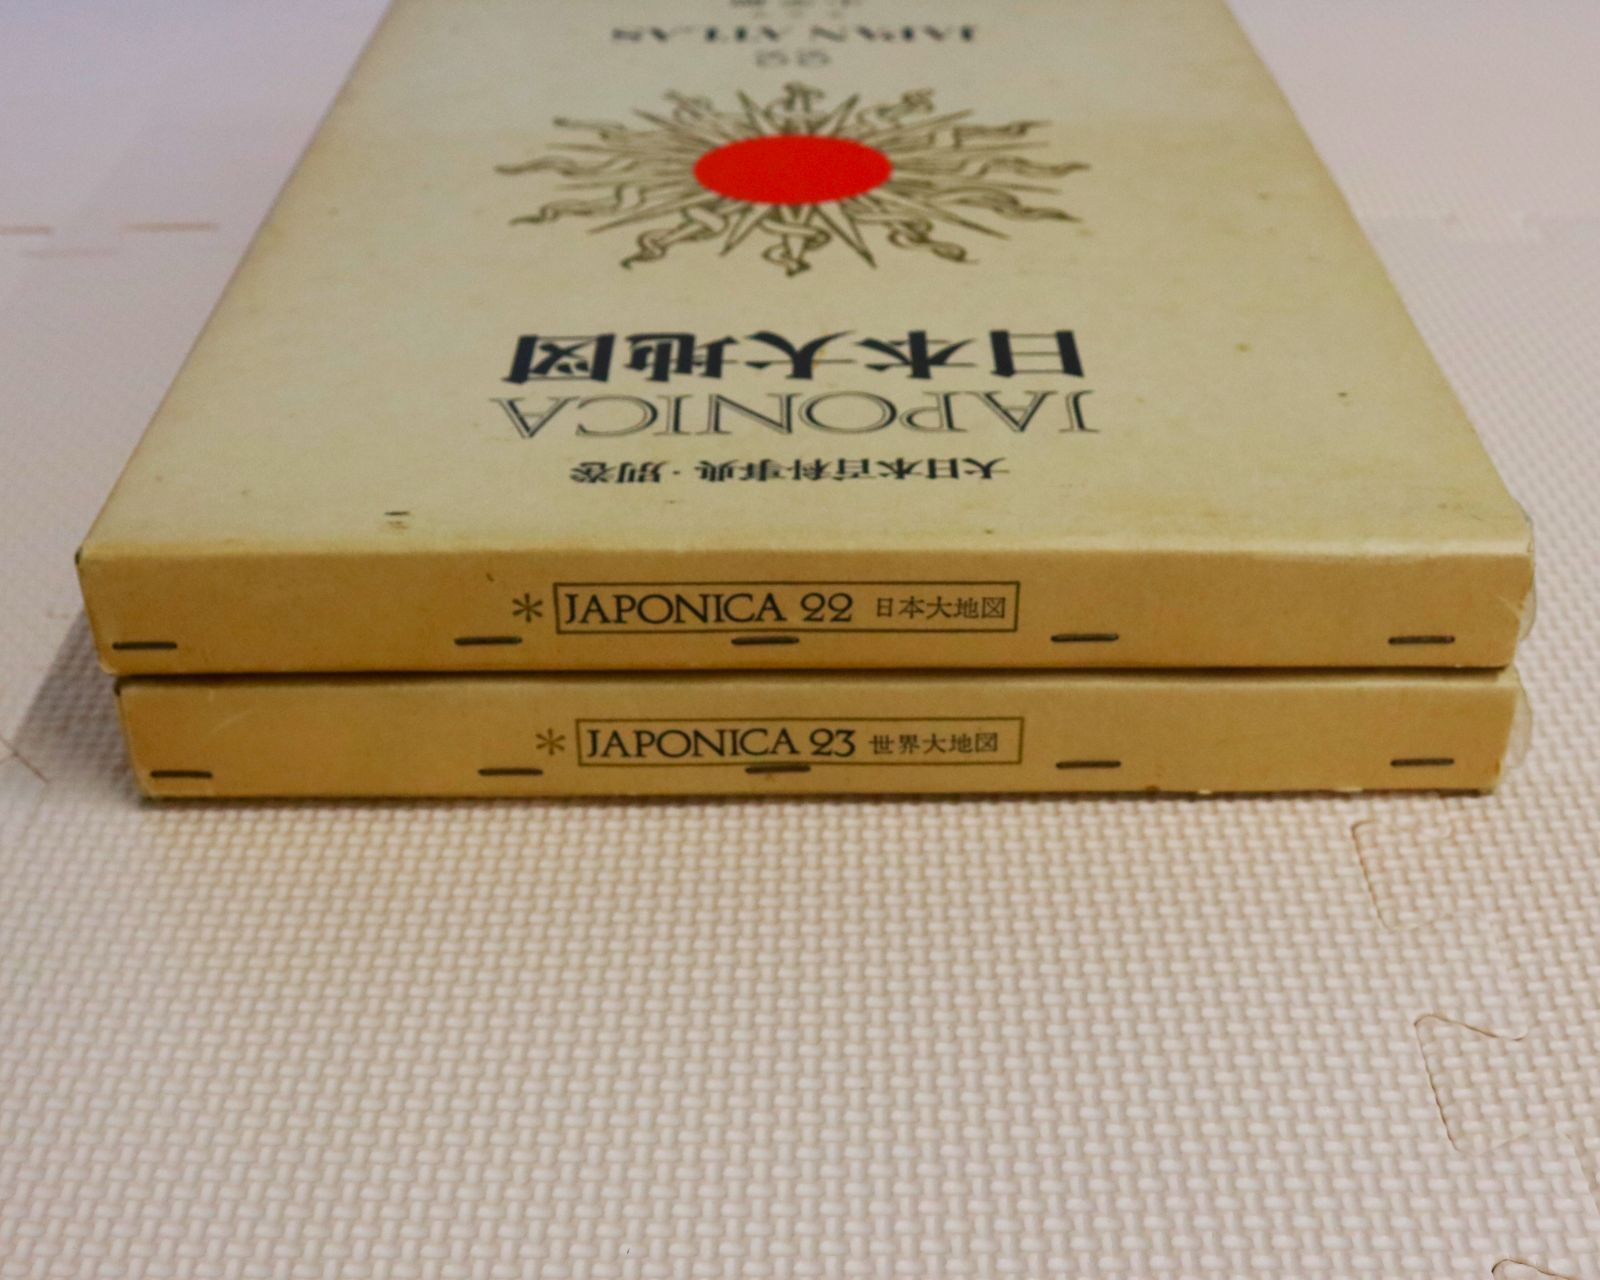 大日本百科事典・別巻
JAPONICA
日本大地図
22
JAPAN ATLAS
* JAPONICA 22 日本大地図
* JAPONICA 23 世界大地図